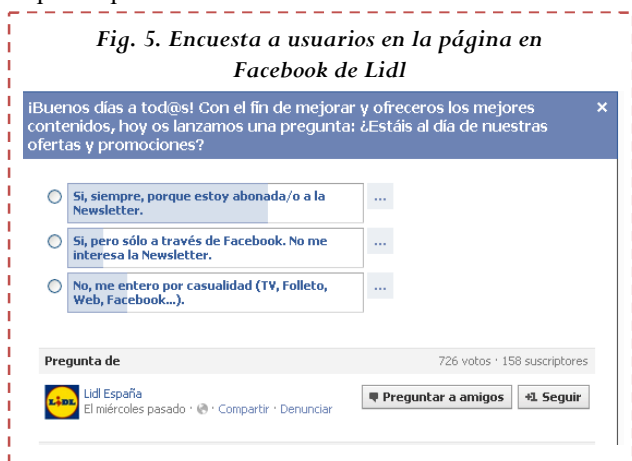 Fig. 5. Encuesta a usuarios en la página en
Facebook de Lidl
¡Buenos días a tod@s! Con el fin de mejorar y ofreceros los mejores
contenidos, hoy os lanzamos una pregunta: ¿Estáis al día de nuestras
ofertas y promociones?
×
Si, siempre, porque estoy abonada/o a la
Newsletter.
...
Si, pero sólo a través de Facebook. No me
interesa la Newsletter.
...
No, me entero por casualidad (TV, Folleto,
Web, Facebook...).
...
Pregunta de
726 votos · 158 suscriptores
LIDL
Lidl España
El miércoles pasado · Compartir · Denunciar
Preguntar a amigos
+1 Seguir